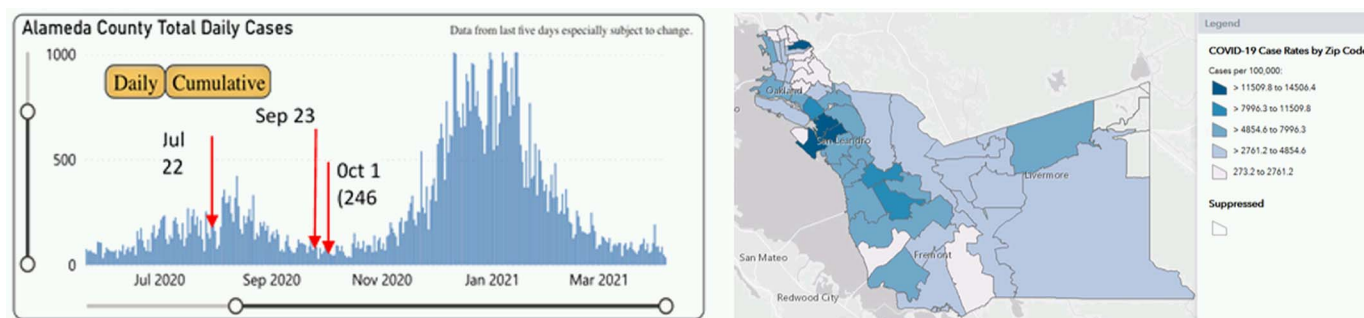 Alameda County Total Daily Cases
Data from last five days especially subject to change.
1000
Daily Cumulative
Sep 23
Jul
22
500
Oct 1
(246
0
Jul 2020 Sep 2020 Nov 2020 Jan 2021 Mar 2021
Oakland
San Leandro
Livermore
San Mateo
Fremont
Redwood City
Legend
COVID-19 Case Rates by Zip Code
Cases per 100,000:
> 11509.8 to 14506.4
> 7996.3 to 11509.8
> 4854.6 to 7996.3
> 2761.2 to 4854.6
273.2 to 2761.2
Suppressed